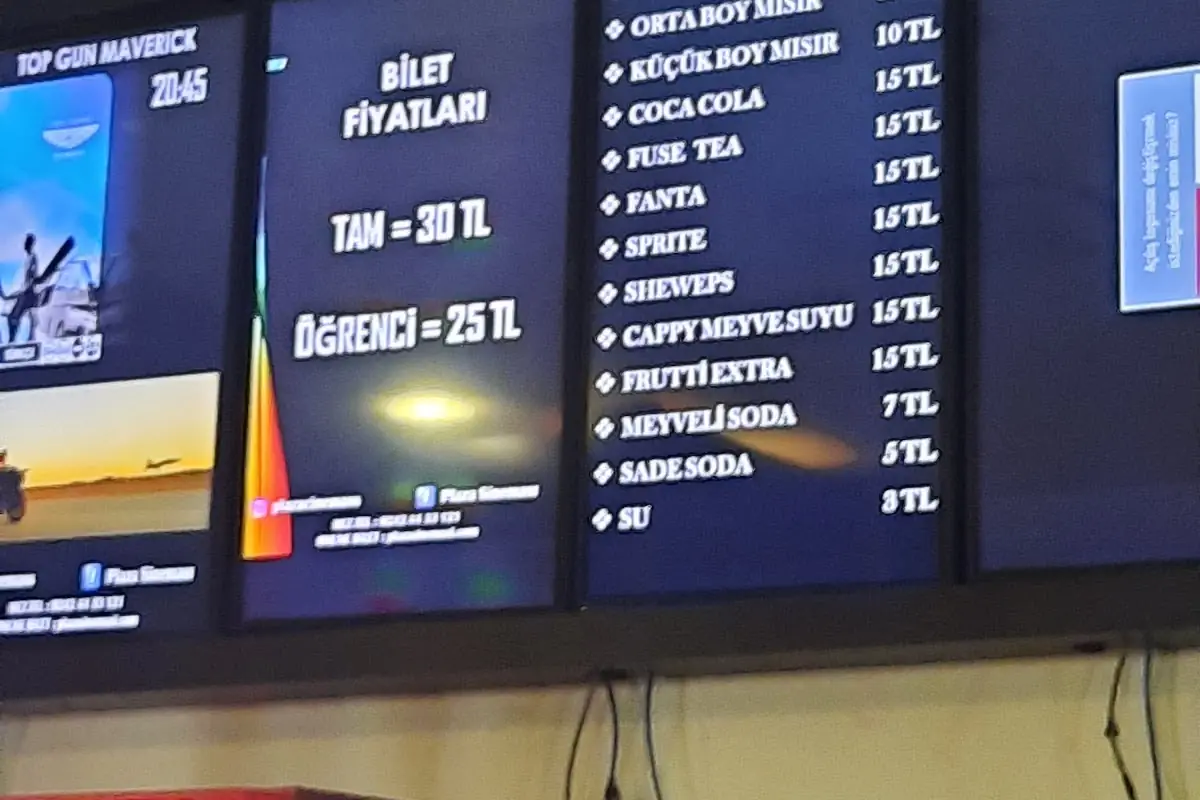 TOP GUN MAVERICK
20:45
Plaza Sineması
BİLET
FİYATLARI
TAM = 30 TL
ÖĞRENCİ = 25 TL
Plaza Sineması
ORTA BOY MISIR
KÜÇÜK BOY MISIR 10 TL
COCA COLA 15 TL
FUSE TEA 15 TL
FANTA 15 TL
SPRITE 15 TL
SHEWEPS 15 TL
CAPPY MEYVE SUYU 15 TL
FRUTTİ EXTRA 15 TL
MEYVELİ SODA 7 TL
SADE SODA 5 TL
SU 3 TL